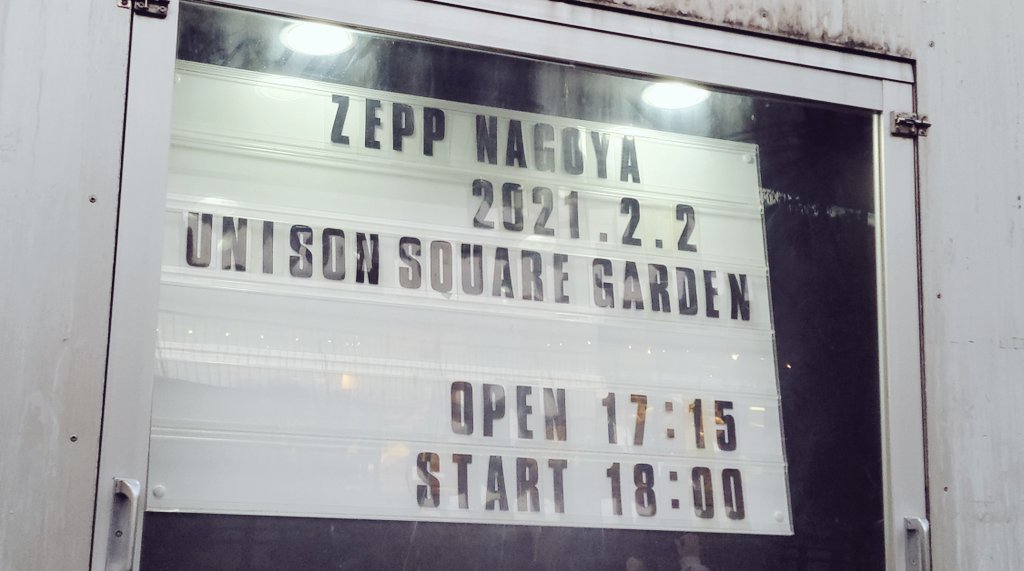 ZEPP NAGOYA
2021.2.2
UNISON SQUARE GARDEN
OPEN 17:15
START 18:00